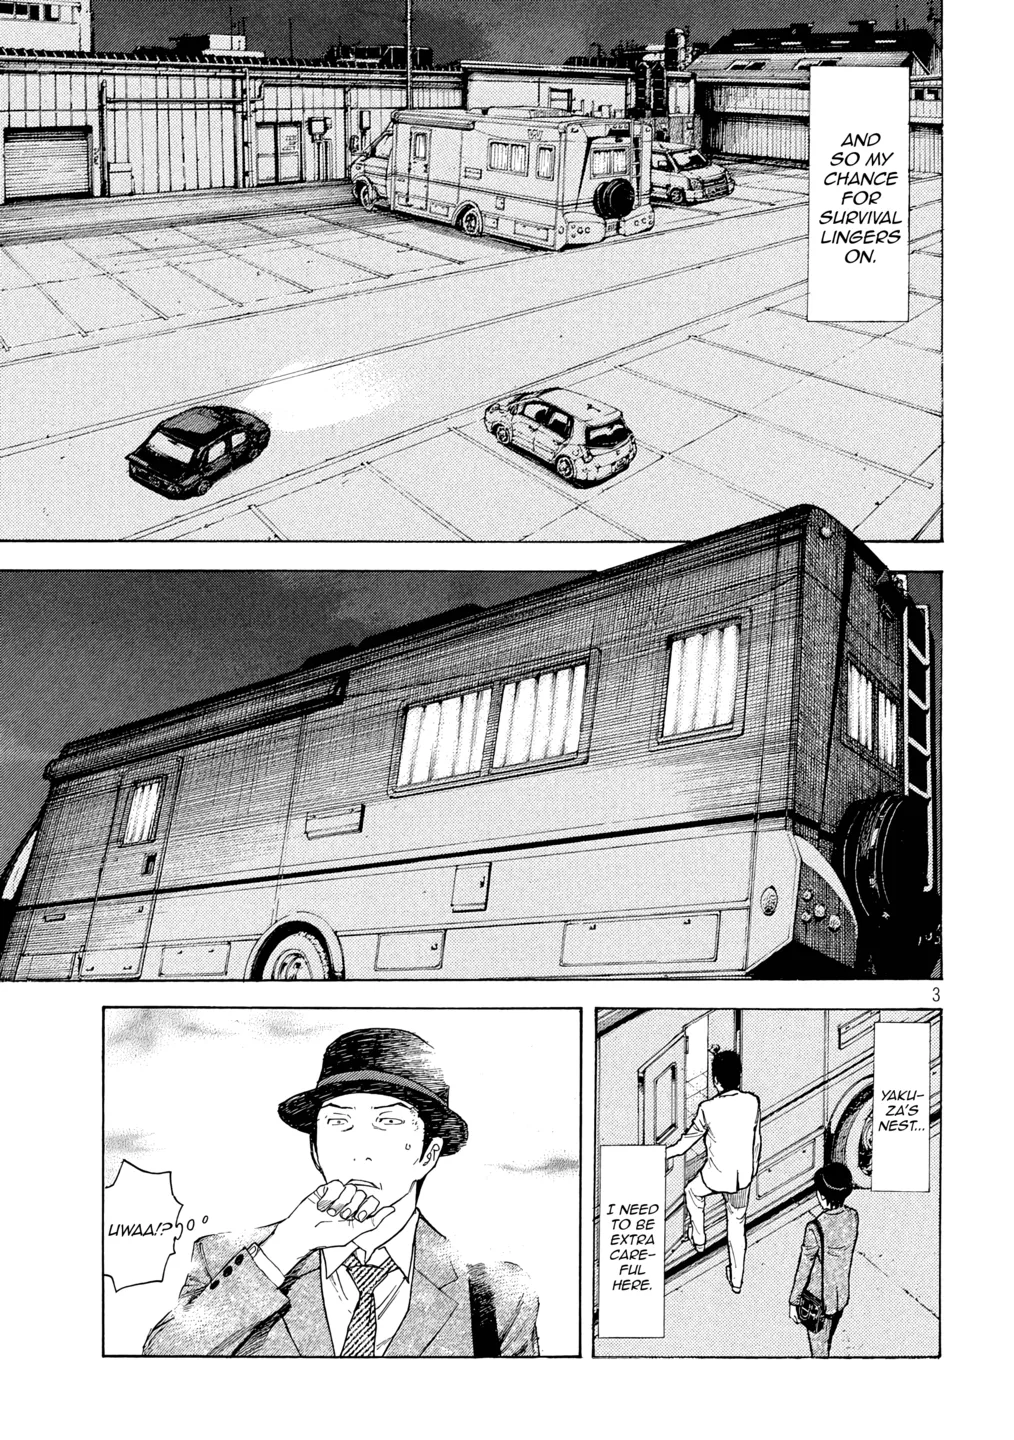 AND
SO MY
CHANCE
FOR
SURVIVAL
LINGERS
ON.
3
YAKU-
ZA'S
NEST...
I NEED
TO BE
EXTRA
CARE-
FUL
HERE.
UWAA!?